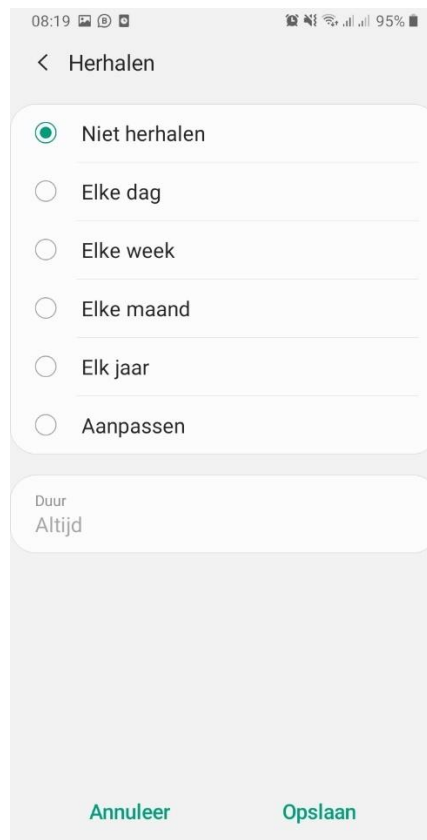 08:19 95%
Herhalen
Niet herhalen
Elke dag
Elke week
Elke maand
Elk jaar
Aanpassen
Duur
Altijd
Annuleer Opslaan